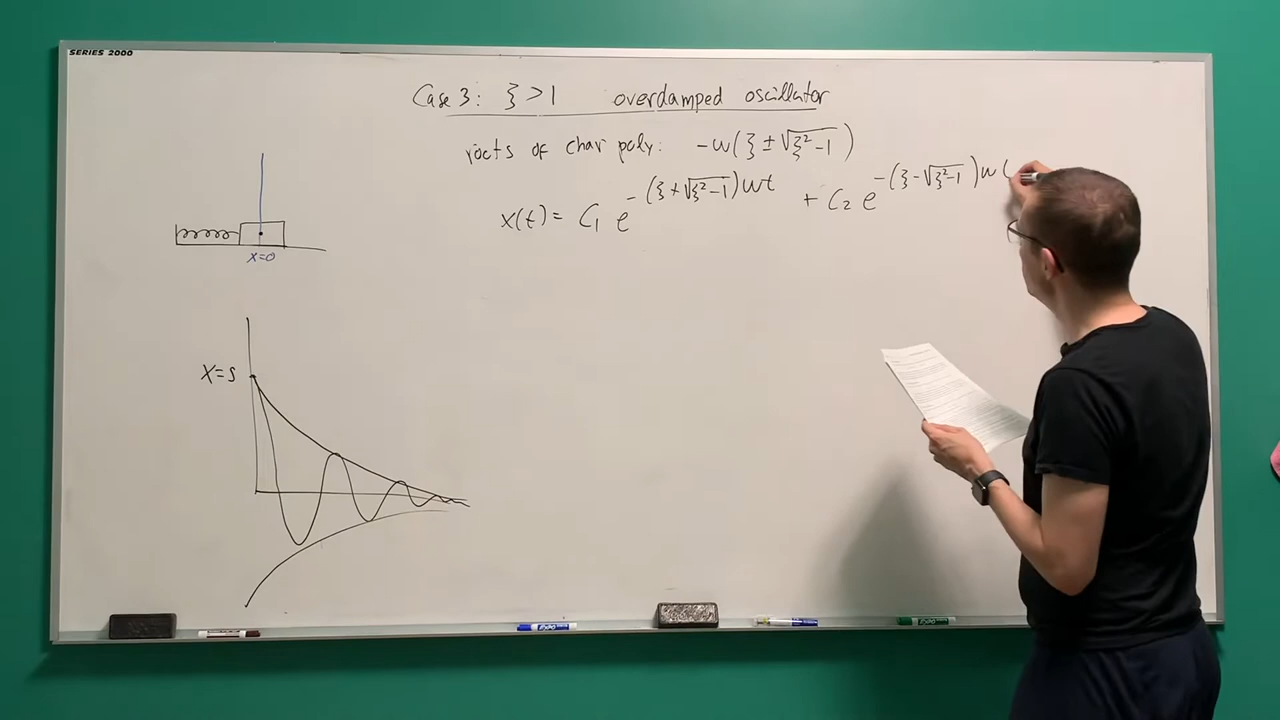 SERIES 2000
Case 3: ξ > 1 overdamped oscillator
roots of char poly: -ω(ξ ± √ξ²-1)
x(t) = C₁ e^-(ξ+√ξ²-1)ωt + C₂ e^-(ξ-√ξ²-1)ω(
x=0
x=s